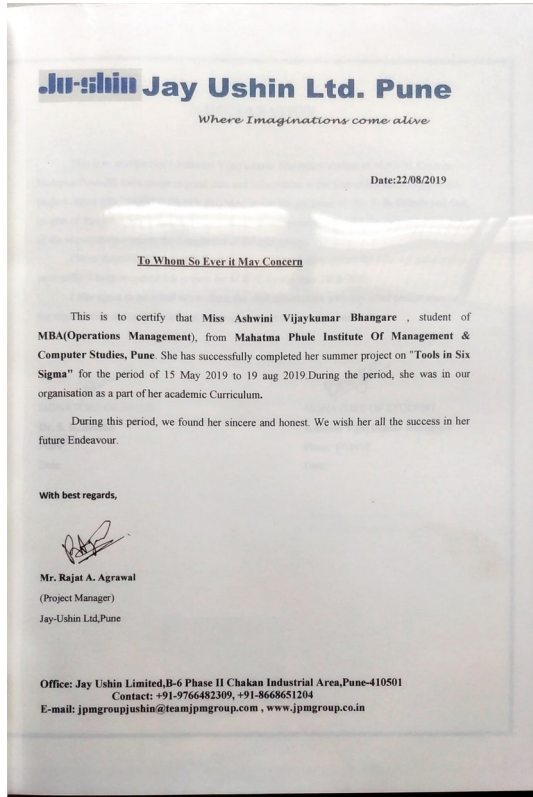 Ju-shin Jay Ushin Ltd. Pune
Where Imaginations come alive
Date:22/08/2019
To Whom So Ever it May Concern
This is to certify that Miss Ashwini Vijaykumar Bhangare , student of
MBA(Operations Management), from Mahatma Phule Institute Of Management &
Computer Studies, Pune. She has successfully completed her summer project on "Tools in Six
Sigma" for the period of 15 May 2019 to 19 aug 2019.During the period, she was in our
organisation as a part of her academic Curriculum.
During this period, we found her sincere and honest. We wish her all the success in her
future Endeavour.
With best regards,
Mr. Rajat A. Agrawal
(Project Manager)
Jay-Ushin Ltd,Pune
Office: Jay Ushin Limited,B-6 Phase II Chakan Industrial Area,Pune-410501
Contact: +91-9766482309, +91-8668651204
E-mail: jpmgroupjushin@teamjpmgroup.com , www.jpmgroup.co.in